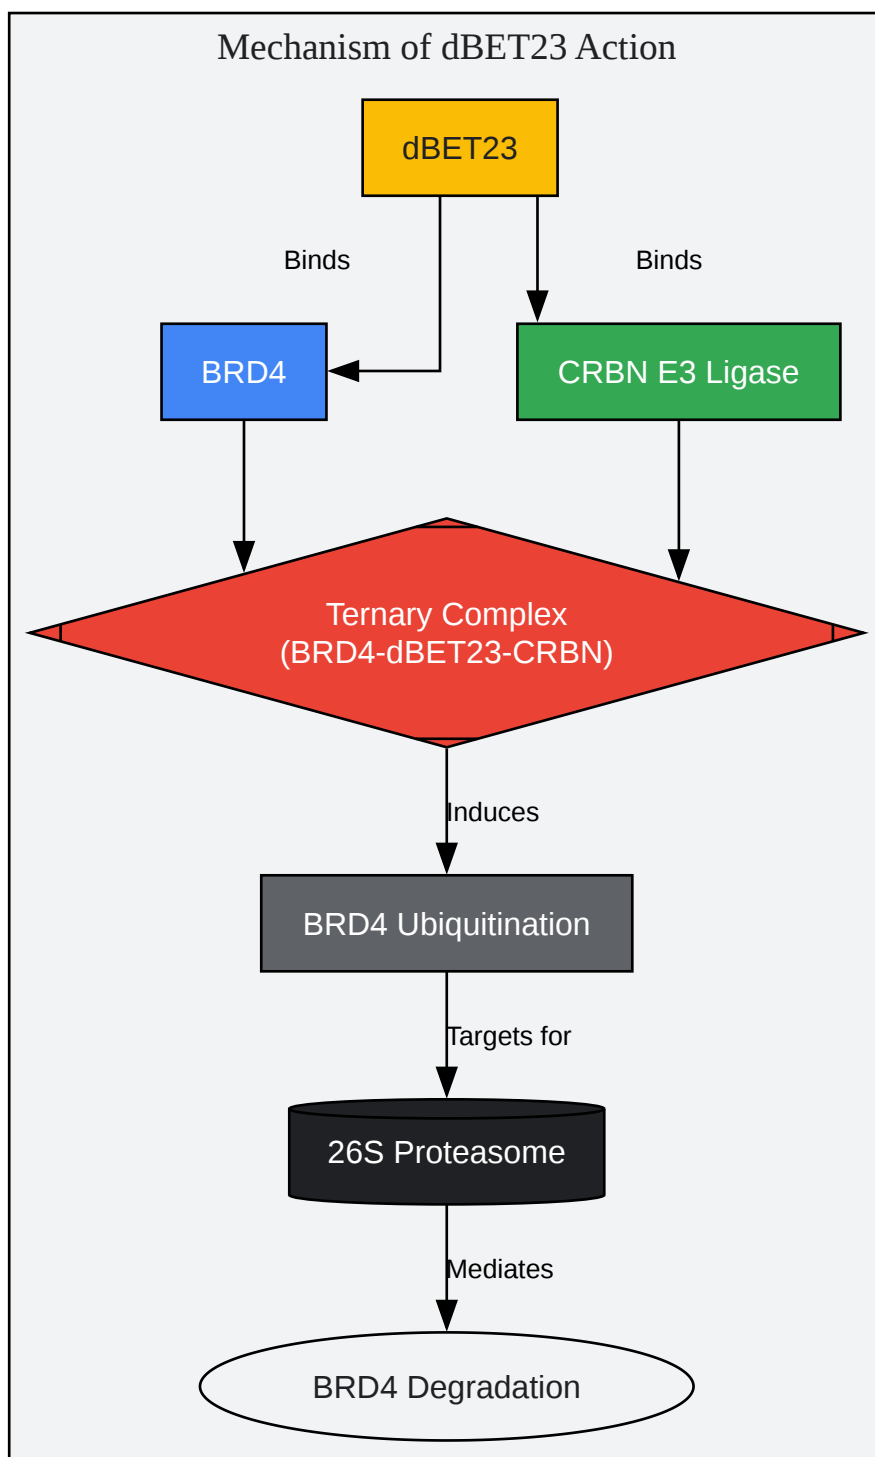 Mechanism of dBET23 Action
dBET23
Binds
Binds
BRD4
CRBN E3 Ligase
Ternary Complex
(BRD4-dBET23-CRBN)
Induces
BRD4 Ubiquitination
Targets for
26S Proteasome
Mediates
BRD4 Degradation